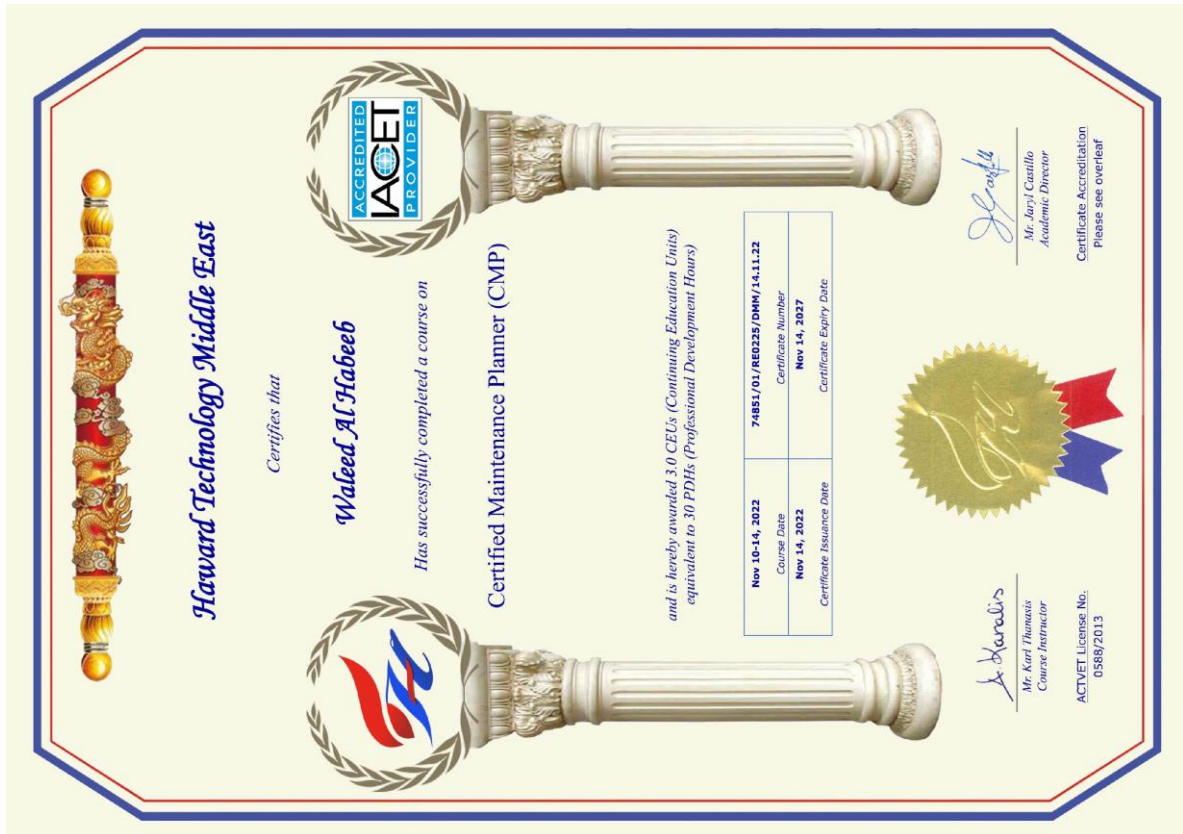 Haward Technology Middle East
Certifies that
ACCREDITED
IACET
PROVIDER
Waleed Al Habeeb
Has successfully completed a course on
Certified Maintenance Planner (CMP)
and is hereby awarded 3.0 CEUs (Continuing Education Units)
equivalent to 30 PDHs (Professional Development Hours)
Nov 10-14, 2022 74851/01/RE0225/DMM/14.11.22
Course Date Certificate Number
Nov 14, 2022 Nov 14, 2027
Certificate Issuance Date Certificate Expiry Date
Mr. Karl Thanasis Mr. Jaryl Castillo
Course Instructor Academic Director
ACTVET License No. Certificate Accreditation
0588/2013 Please see overleaf